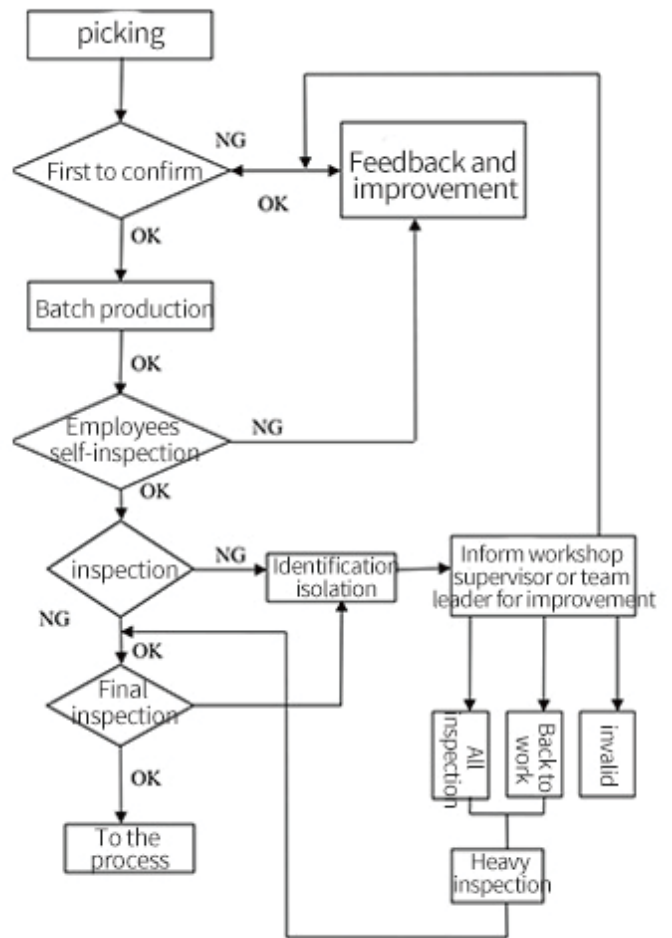 picking
NG
First to confirm
Feedback and
improvement
OK
OK
Batch production
OK
Employees
self-inspection
NG
OK
inspection
NG
Identification
isolation
Inform workshop
supervisor or team
leader for improvement
NG
OK
Final
inspection
All
inspection
Back to
work
invalid
OK
To the
process
Heavy
inspection